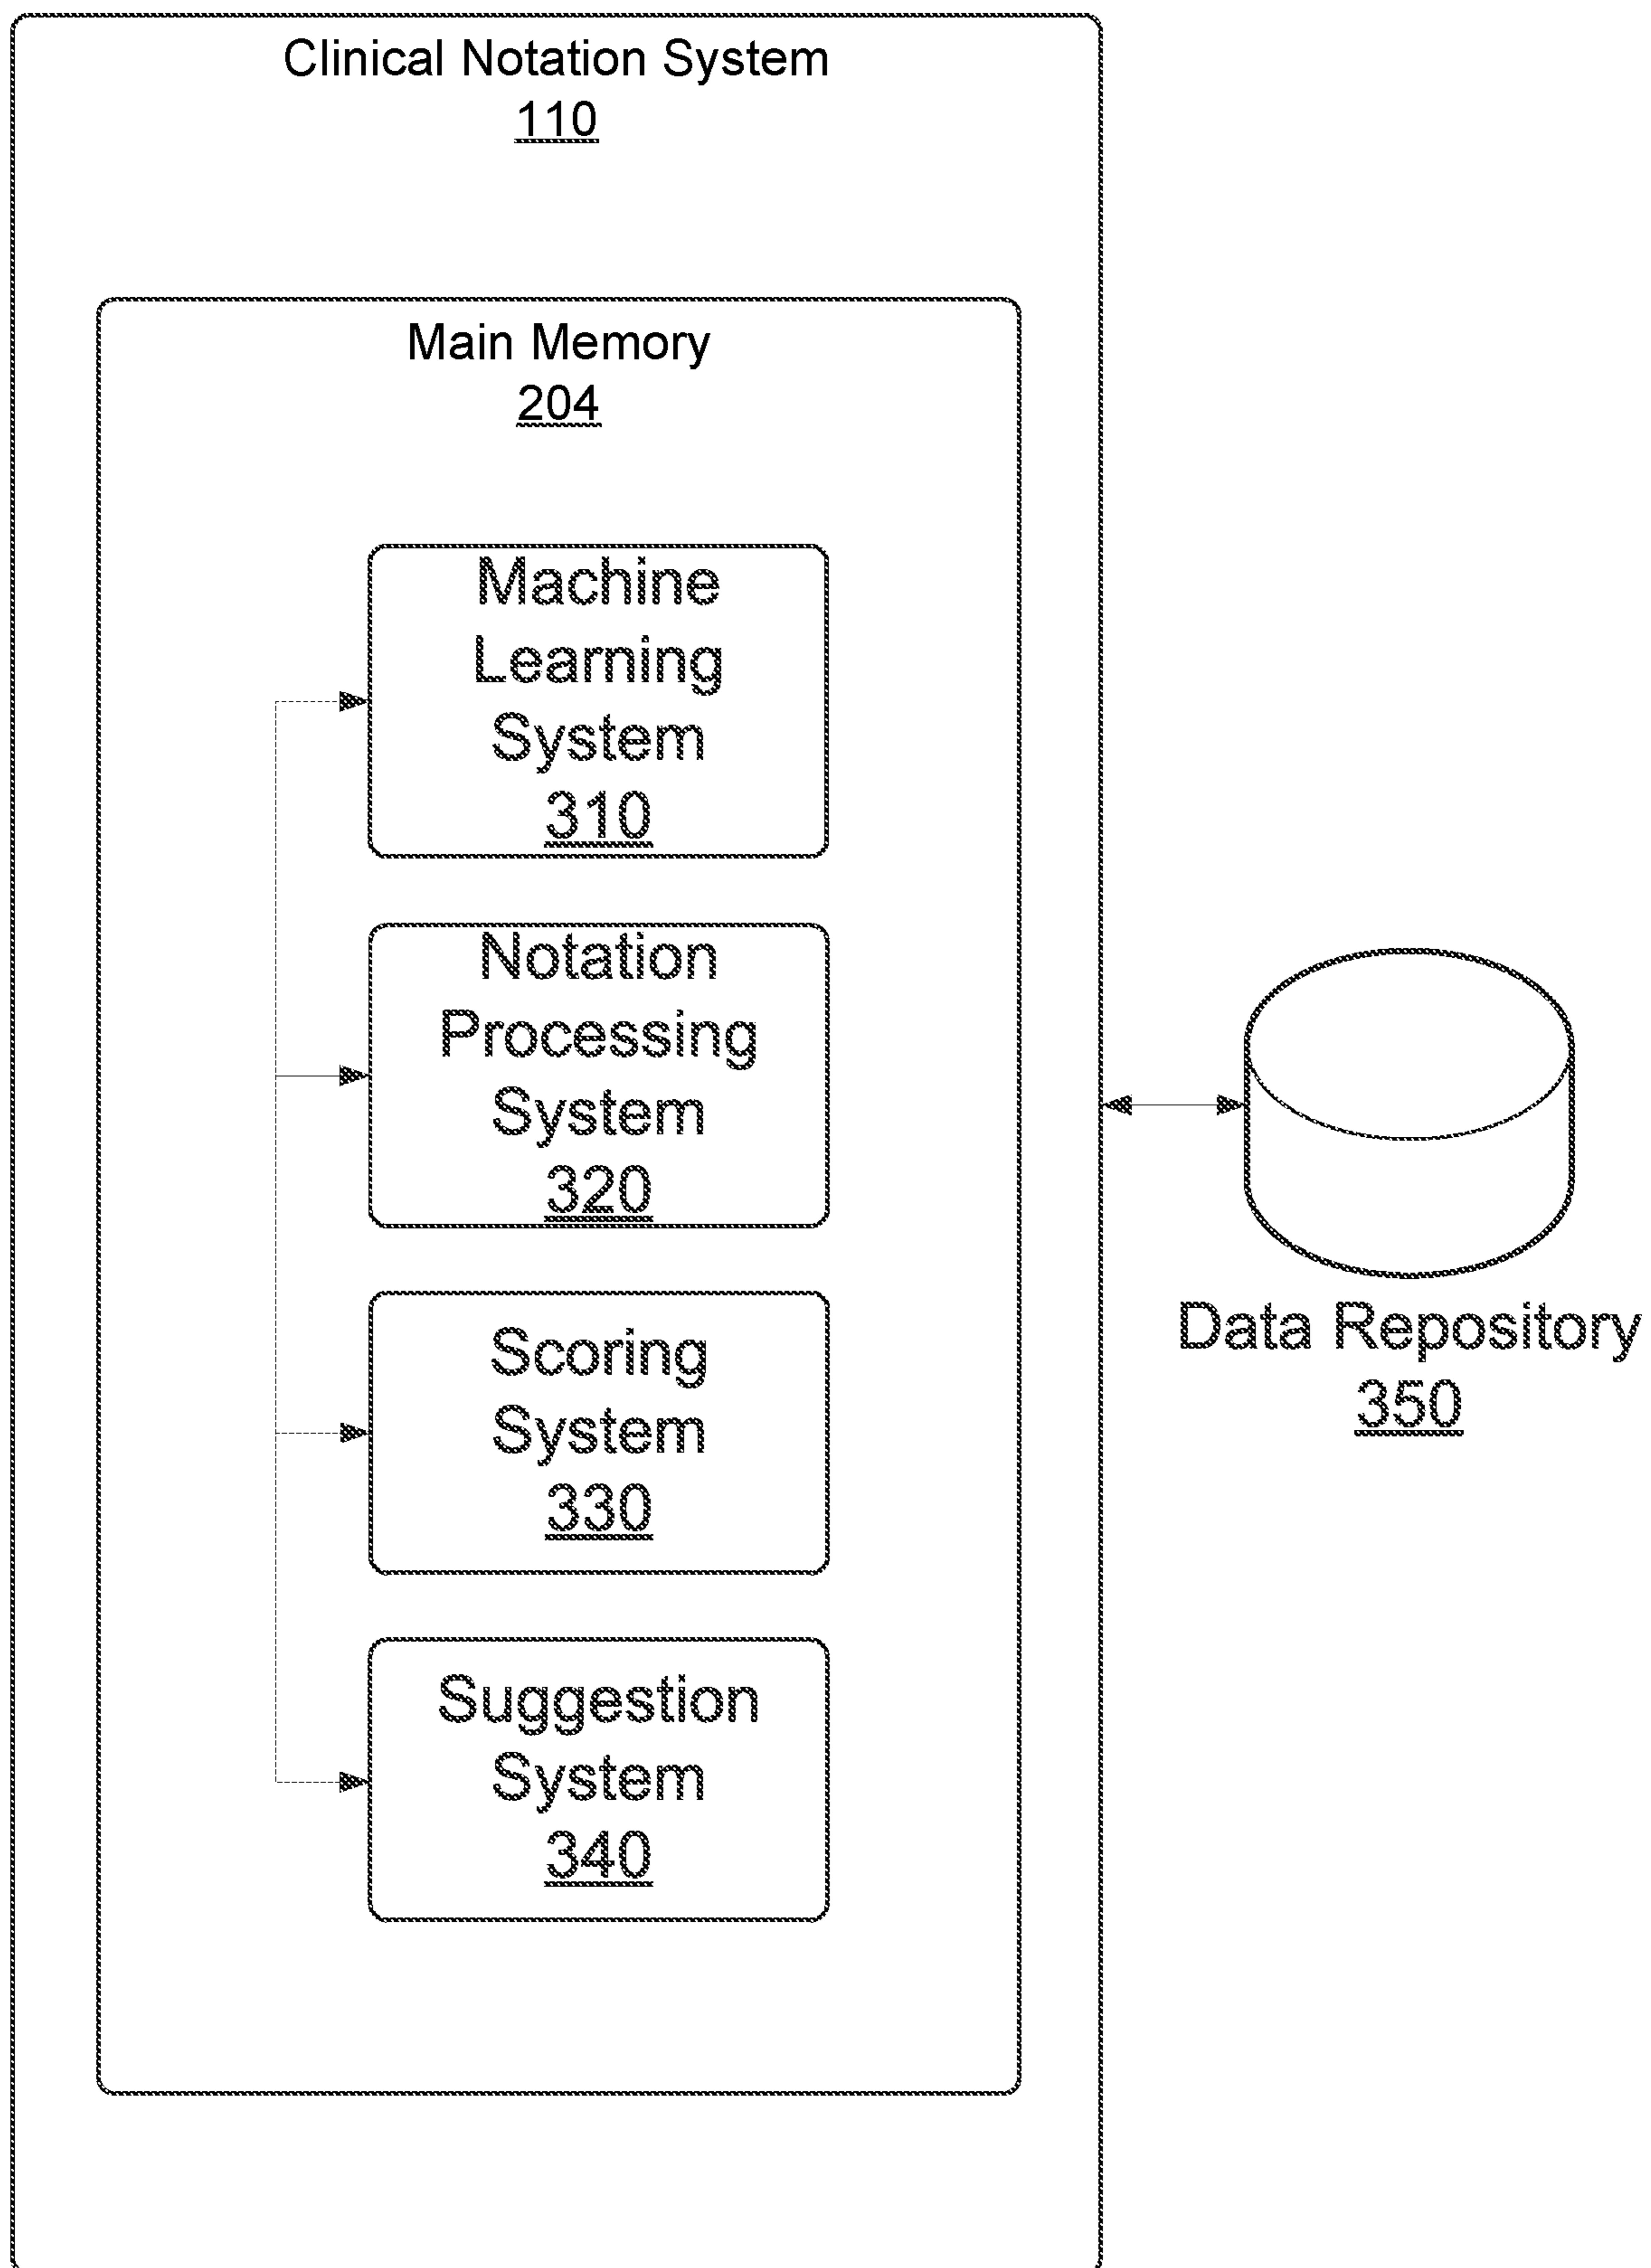 Clinical Notation System
110
Main Memory
204
Machine
Learning
System
310
Notation
Processing
System
320
Scoring
System
330
Suggestion
System
340
Data Repository
350